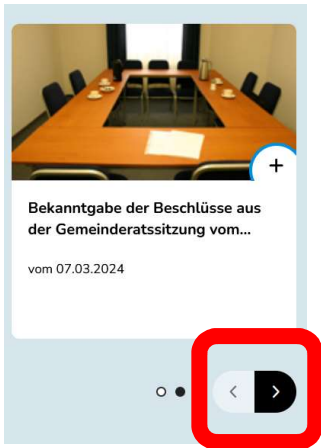 Bekanntgabe der Beschlüsse aus
der Gemeinderatssitzung vom...
vom 07.03.2024